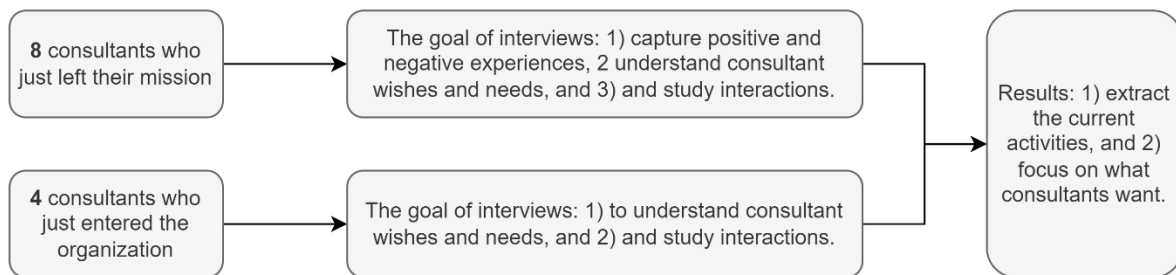 8 consultants who
just left their mission
The goal of interviews: 1) capture positive and
negative experiences, 2 understand consultant
wishes and needs, and 3) and study interactions.
4 consultants who
just entered the
organization
The goal of interviews: 1) to understand consultant
wishes and needs, and 2) and study interactions.
Results: 1) extract
the current
activities, and 2)
focus on what
consultants want.